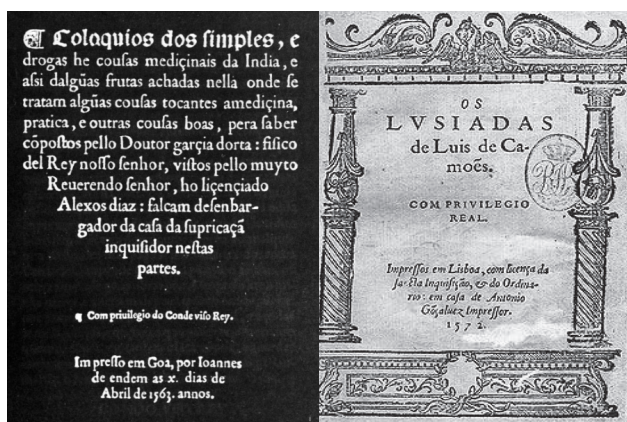 Coloquios dos ſimples, e
drogas he couſas mediçinais da India, e
aſsi dalgũas frutas achadas nella onde ſe
tratam algũas couſas tocantes amediçina,
pratica, e outras couſas boas, pera ſaber
cõpoſtos pello Doutor garçia dorta : fiſico
del Rey noſſo ſenhor, viſtos pello muyto
Reuerendo ſenhor, ho liçençiado
Alexos diaz : falcam deſenbar-
gador da caſa da ſupricaçã
inquiſidor neſtas
partes.
Com priuilegio do Conde viſo Rey.
Im preſſo em Goa, por Ioannes
de endem as x. dias de
Abril de 1563. annos.
OS
LVSIADAS
de Luis de Ca-
moẽs.
COM PRIVILEGIO
REAL.
Impreſſos em Lisboa, com licença da
ſancta Inquiſição, & do Ordina-
rio: em caſa de Antonio
Gõçaluez Impreſſor.
1572.